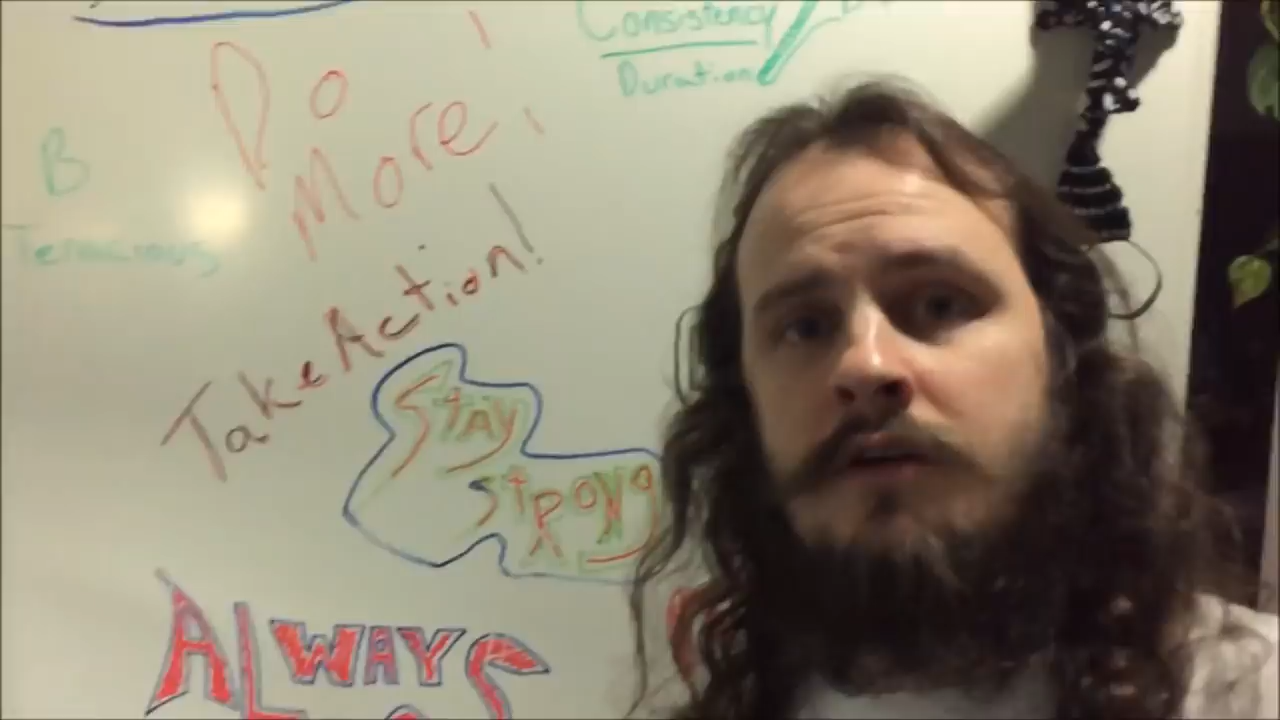 Consistency
Duration
Do
More!
B
Tenacious
Take Action!
Stay
Strong
ALWAYS